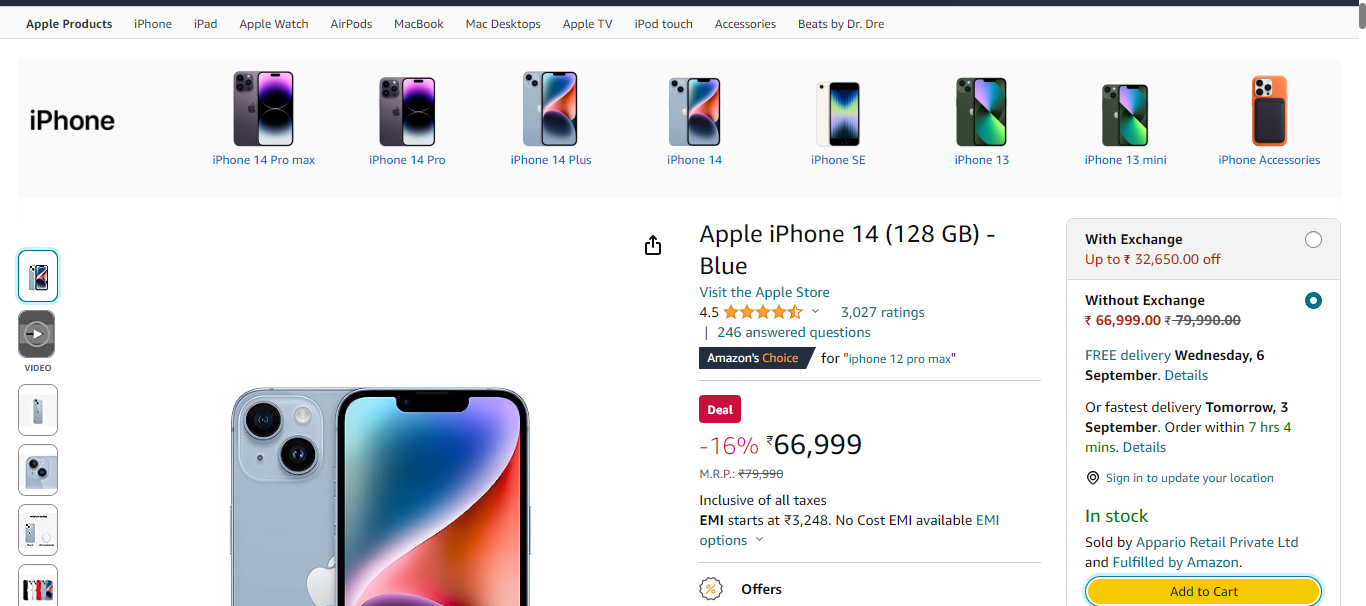 Apple Products iPhone iPad Apple Watch AirPods MacBook Mac Desktops Apple TV iPod touch Accessories Beats by Dr. Dre
iPhone
iPhone 14 Pro max iPhone 14 Pro iPhone 14 Plus iPhone 14 iPhone SE iPhone 13 iPhone 13 mini iPhone Accessories
VIDEO
Apple iPhone 14 (128 GB) -
Blue
Visit the Apple Store
4.5 3,027 ratings
| 246 answered questions
Amazon's Choice for "iphone 12 pro max"
Deal
-16% ₹66,999
M.R.P.: ₹79,990
Inclusive of all taxes
EMI starts at ₹3,248. No Cost EMI available EMI
options
Offers
With Exchange
Up to ₹ 32,650.00 off
Without Exchange
₹ 66,999.00 ₹ 79,990.00
FREE delivery Wednesday, 6
September. Details
Or fastest delivery Tomorrow, 3
September. Order within 7 hrs 4
mins. Details
Sign in to update your location
In stock
Sold by Appario Retail Private Ltd
and Fulfilled by Amazon.
Add to Cart